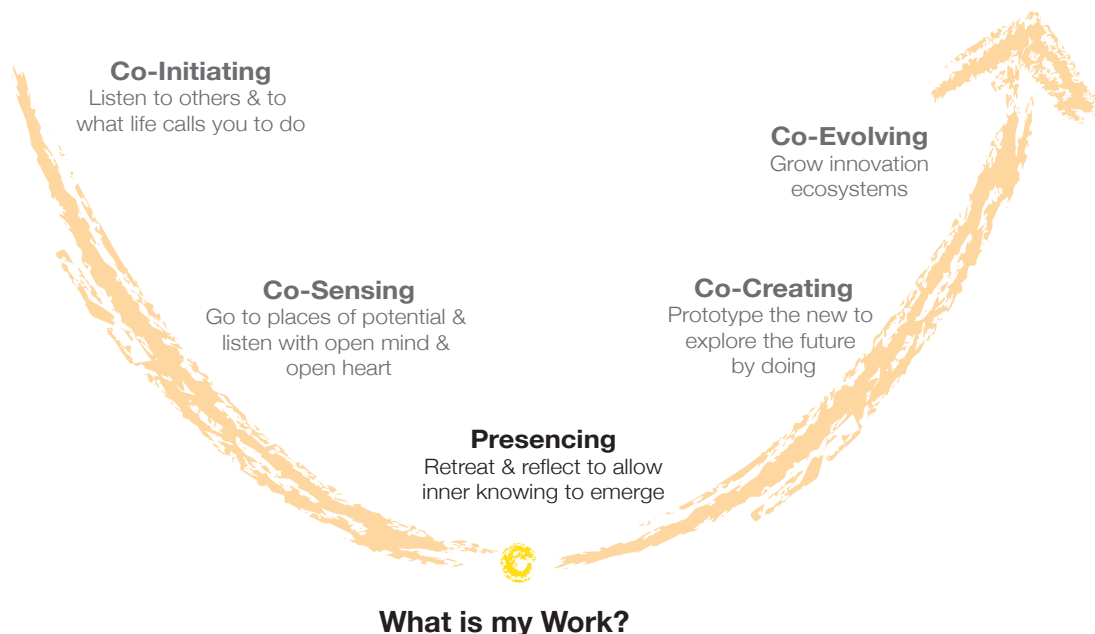 Co-Initiating
Listen to others & to
what life calls you to do
Co-Sensing
Go to places of potential &
listen with open mind &
open heart
Presencing
Retreat & reflect to allow
inner knowing to emerge
Co-Creating
Prototype the new to
explore the future
by doing
Co-Evolving
Grow innovation
ecosystems
What is my Work?